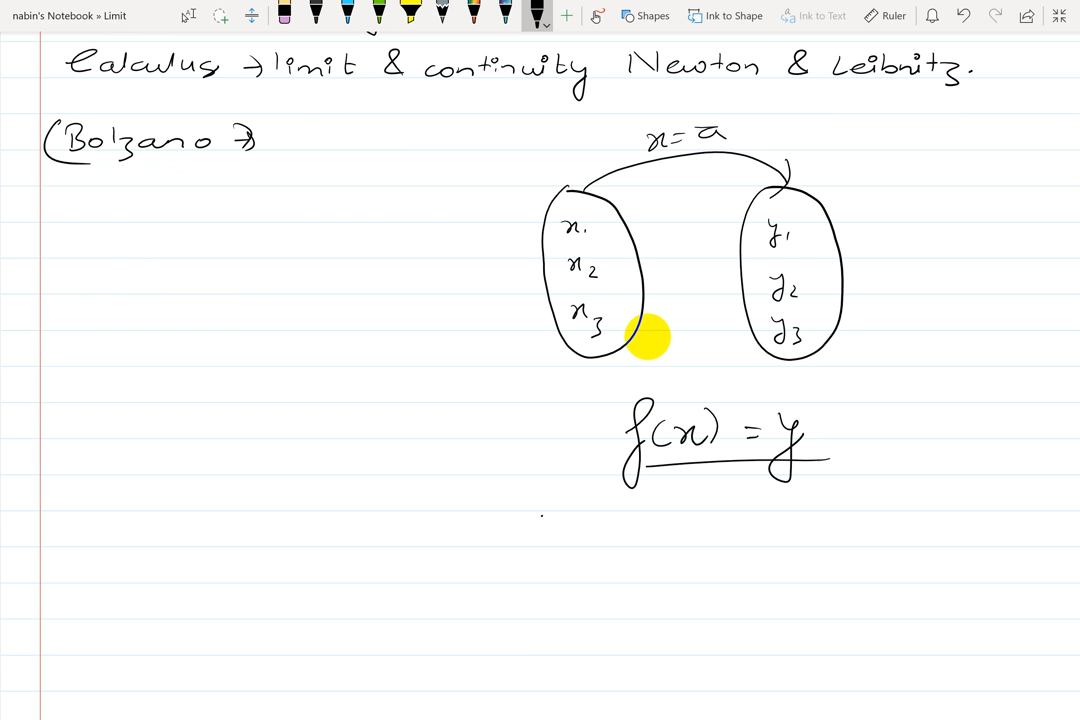 nabin's Notebook » Limit
Shapes
Ink to Shape
Ink to Text
Ruler
Calculus → limit & continuity Newton & Leibnitz.
(Bolzano →
x = a
x1
x2
x3
y1
y2
y3
f(x) = y